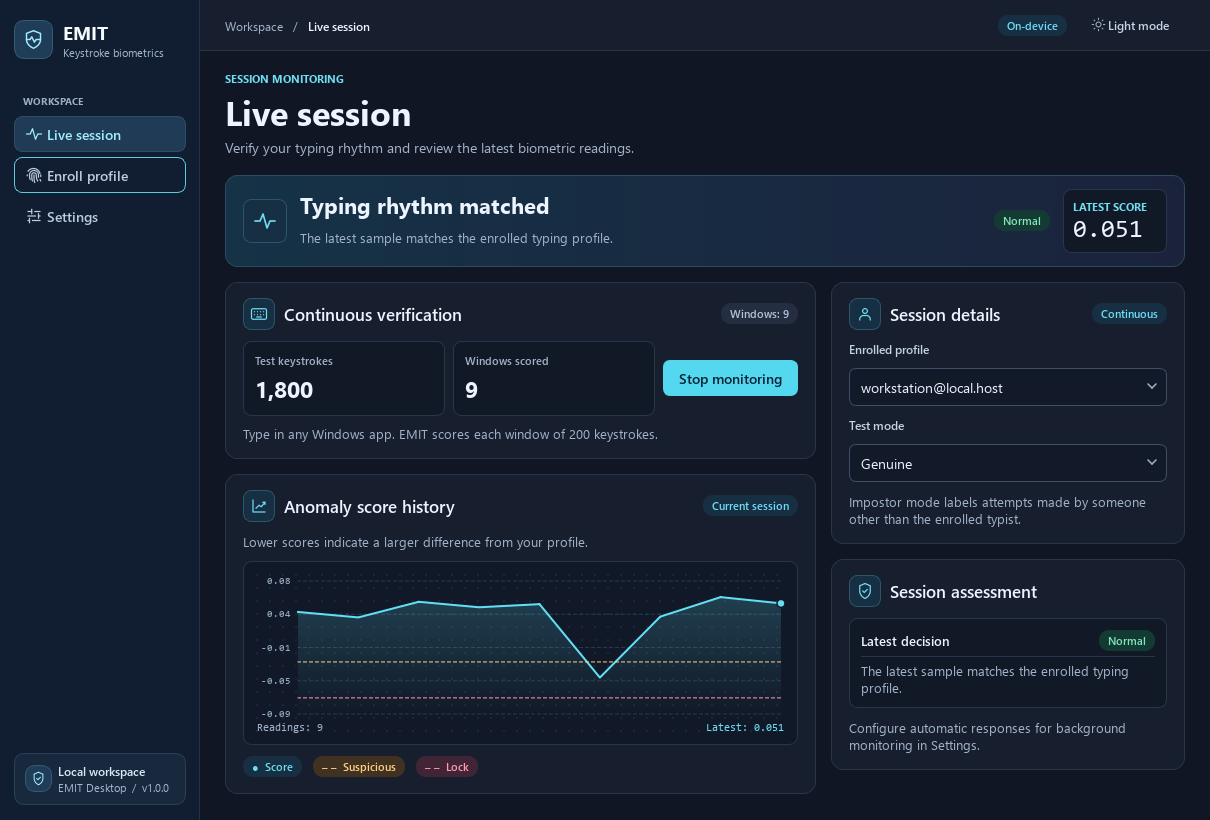 EMIT
Keystroke biometrics
WORKSPACE
Live session
Enroll profile
Settings
Local workspace
EMIT Desktop / v1.0.0
Workspace / Live session
On-device
Light mode
SESSION MONITORING
Live session
Verify your typing rhythm and review the latest biometric readings.
Typing rhythm matched
The latest sample matches the enrolled typing profile.
Normal
LATEST SCORE
0.051
Continuous verification
Windows: 9
Test keystrokes
1,800
Windows scored
9
Stop monitoring
Type in any Windows app. EMIT scores each window of 200 keystrokes.
Anomaly score history
Current session
Lower scores indicate a larger difference from your profile.
0.08
0.04
-0.01
-0.05
-0.09
Readings: 9
Latest: 0.051
● Score
-- Suspicious
-- Lock
Session details
Continuous
Enrolled profile
workstation@local.host
Test mode
Genuine
Impostor mode labels attempts made by someone
other than the enrolled typist.
Session assessment
Latest decision
Normal
The latest sample matches the enrolled typing
profile.
Configure automatic responses for background
monitoring in Settings.